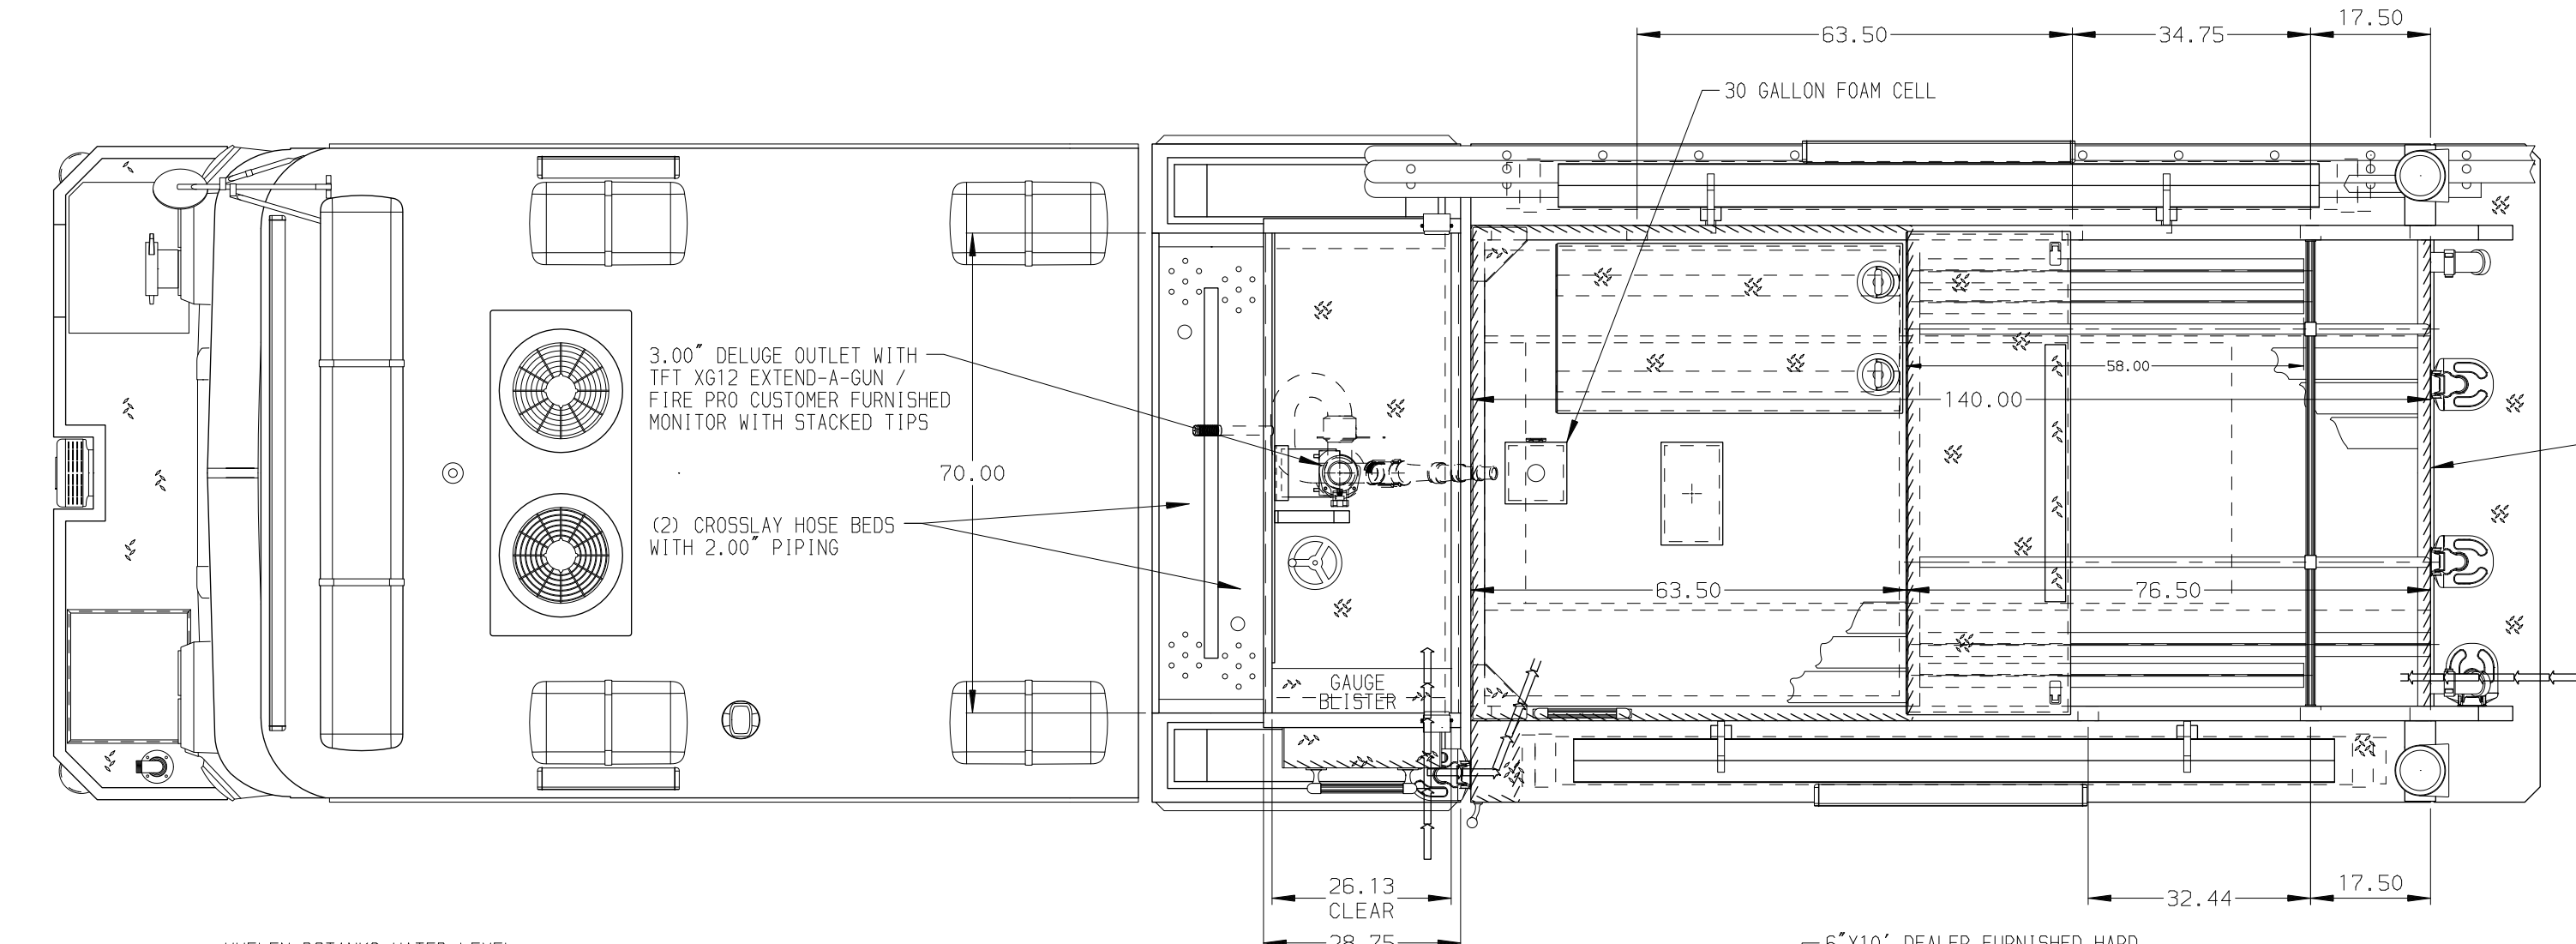 17.50
63.50
34.75
30 GALLON FOAM CELL
3.00" DELUGE OUTLET WITH
TFT XG12 EXTEND-A-GUN /
FIRE PRO CUSTOMER FURNISHED
MONITOR WITH STACKED TIPS
58.00
140.00
70.00
(2) CROSSLAY HOSE BEDS
WITH 2.00" PIPING
63.50
76.50
GAUGE
BLISTER
26.13
CLEAR
32.44
17.50
28.75
6"X10' DEALER FURNISHED HARD